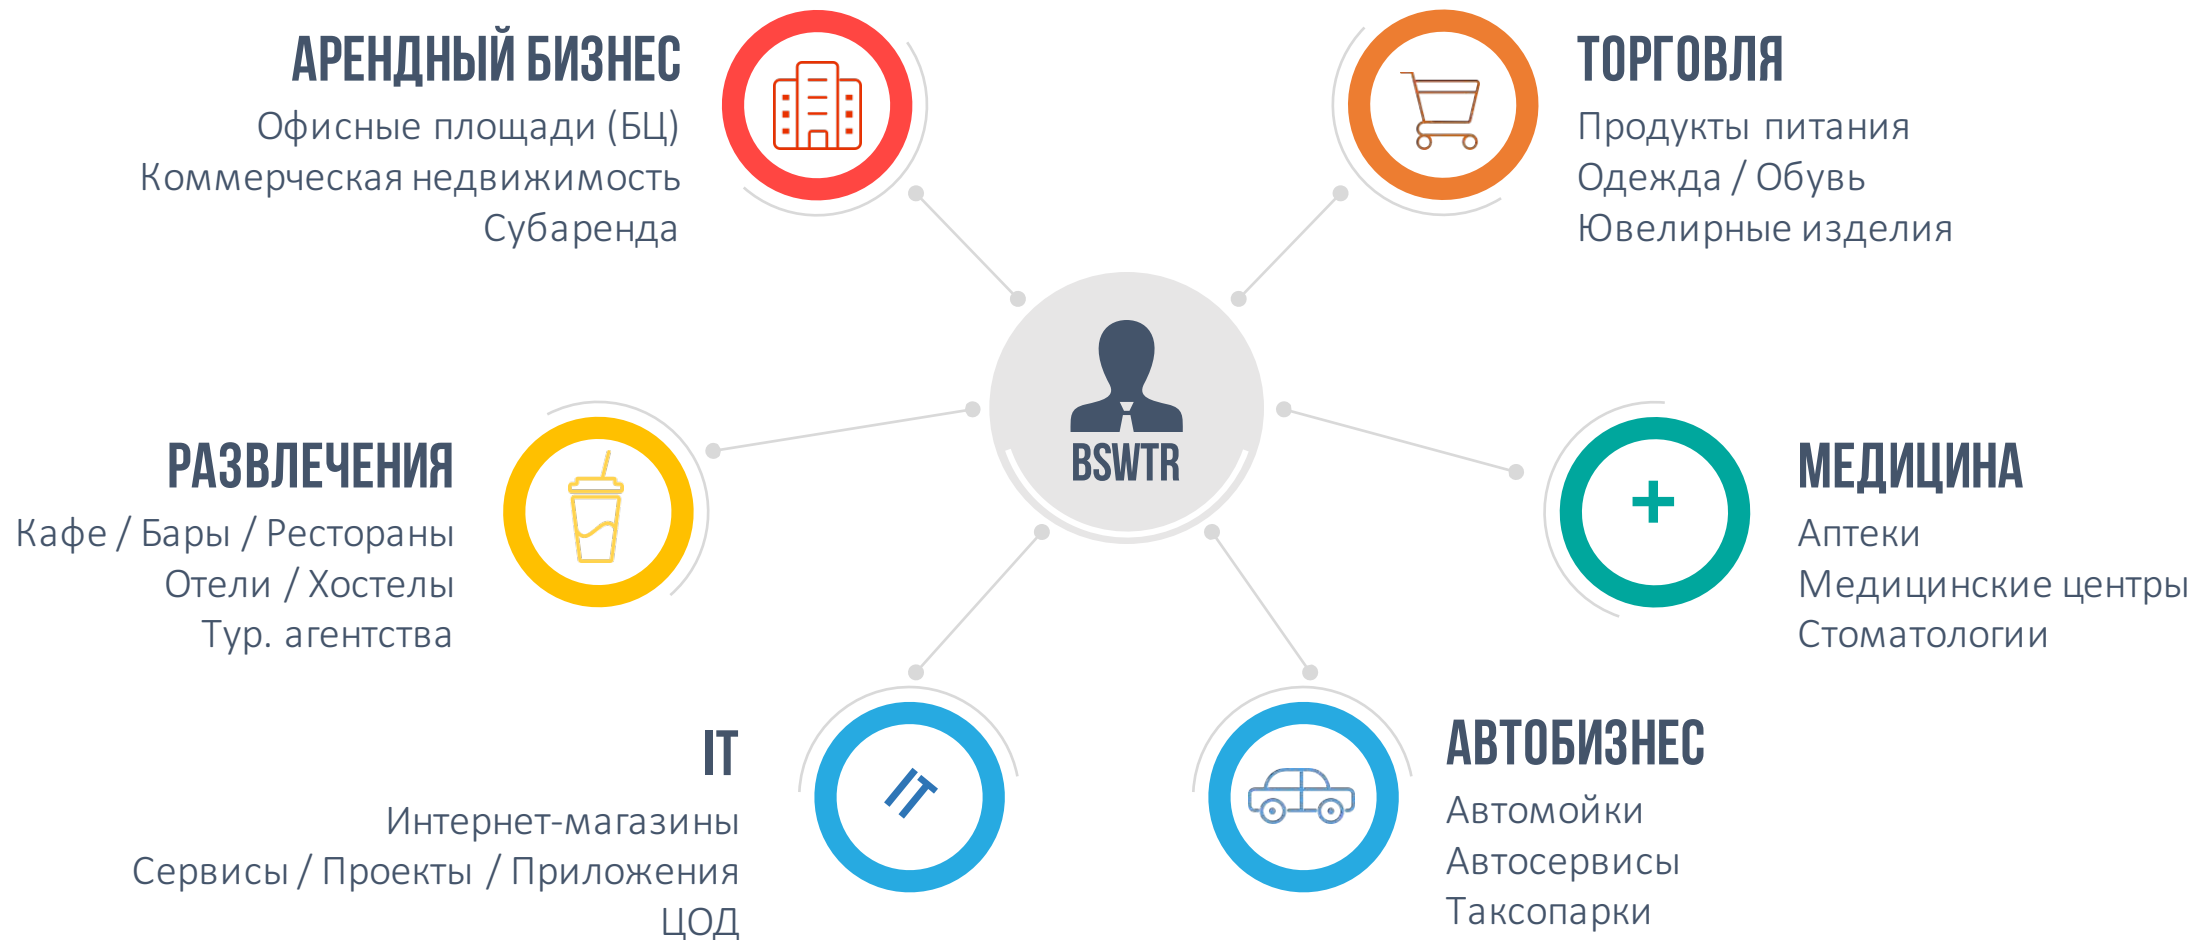 АРЕНДНЫЙ БИЗНЕС
Офисные площади (БЦ)
Коммерческая недвижимость
Субаренда
ТОРГОВЛЯ
Продукты питания
Одежда / Обувь
Ювелирные изделия
BSWTR
РАЗВЛЕЧЕНИЯ
Кафе / Бары / Рестораны
Отели / Хостелы
Тур. агентства
МЕДИЦИНА
Аптеки
Медицинские центры
Стоматологии
IT
Интернет-магазины
Сервисы / Проекты / Приложения
ЦОД
IT
АВТОБИЗНЕС
Автомойки
Автосервисы
Таксопарки